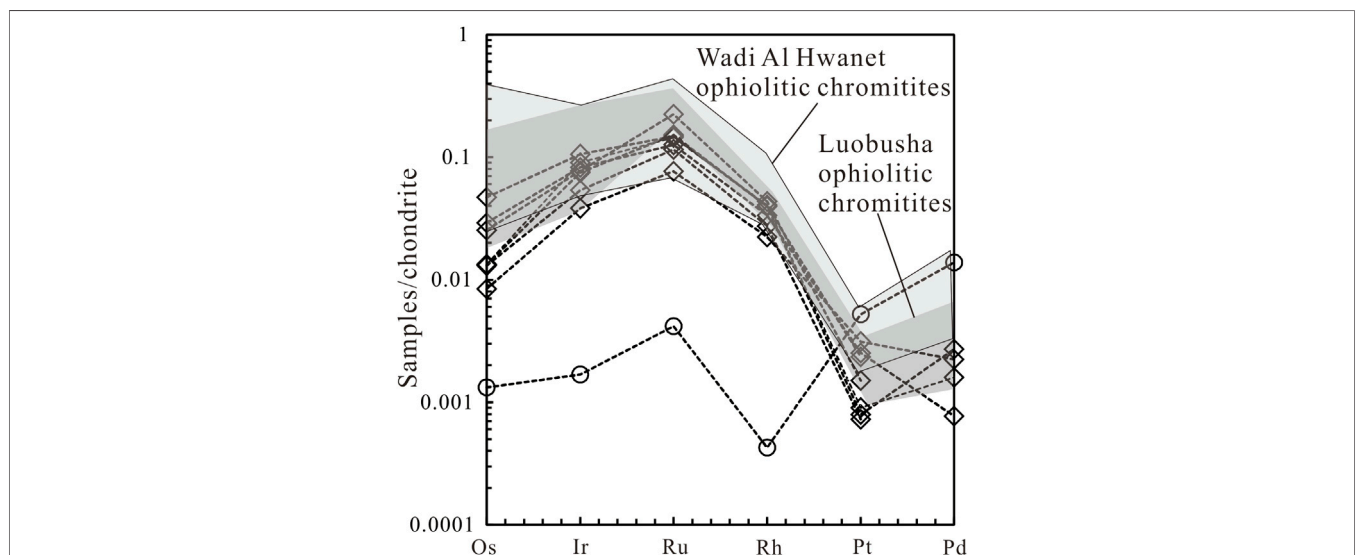 1
Wadi Al Hwanet
ophiolitic chromitites
Luobusha
ophiolitic
chromitites
0.1
0.01
0.001
0.0001
Samples/chondrite
Os Ir Ru Rh Pt Pd